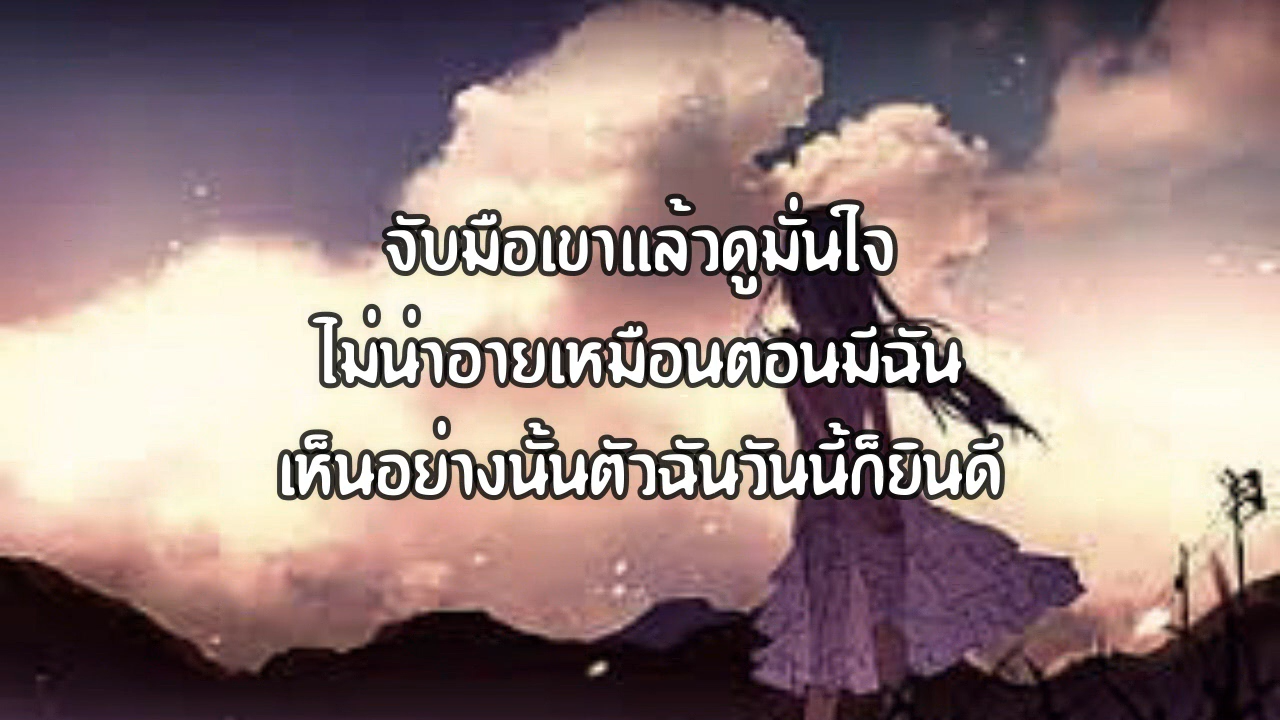 จับมือเขาแล้วดูมั่นใจ
ไม่น่าอายเหมือนตอนมีฉัน
เห็นอย่างนั้นตัวฉันวันนี้ก็ยินดี